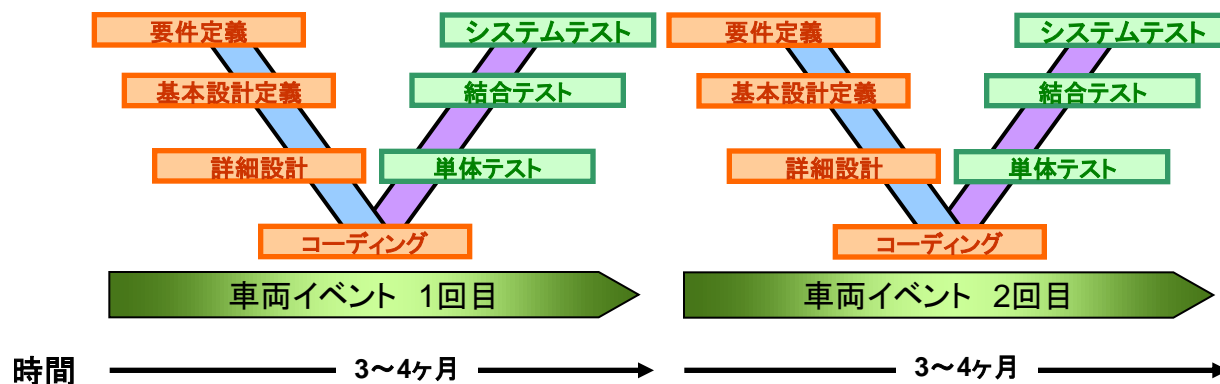 要件定義
システムテスト
要件定義
システムテスト
基本設計定義
結合テスト
基本設計定義
結合テスト
詳細設計
単体テスト
詳細設計
単体テスト
コーディング
コーディング
車両イベント 1回目
車両イベント 2回目
時間
3～4ヶ月
3～4ヶ月